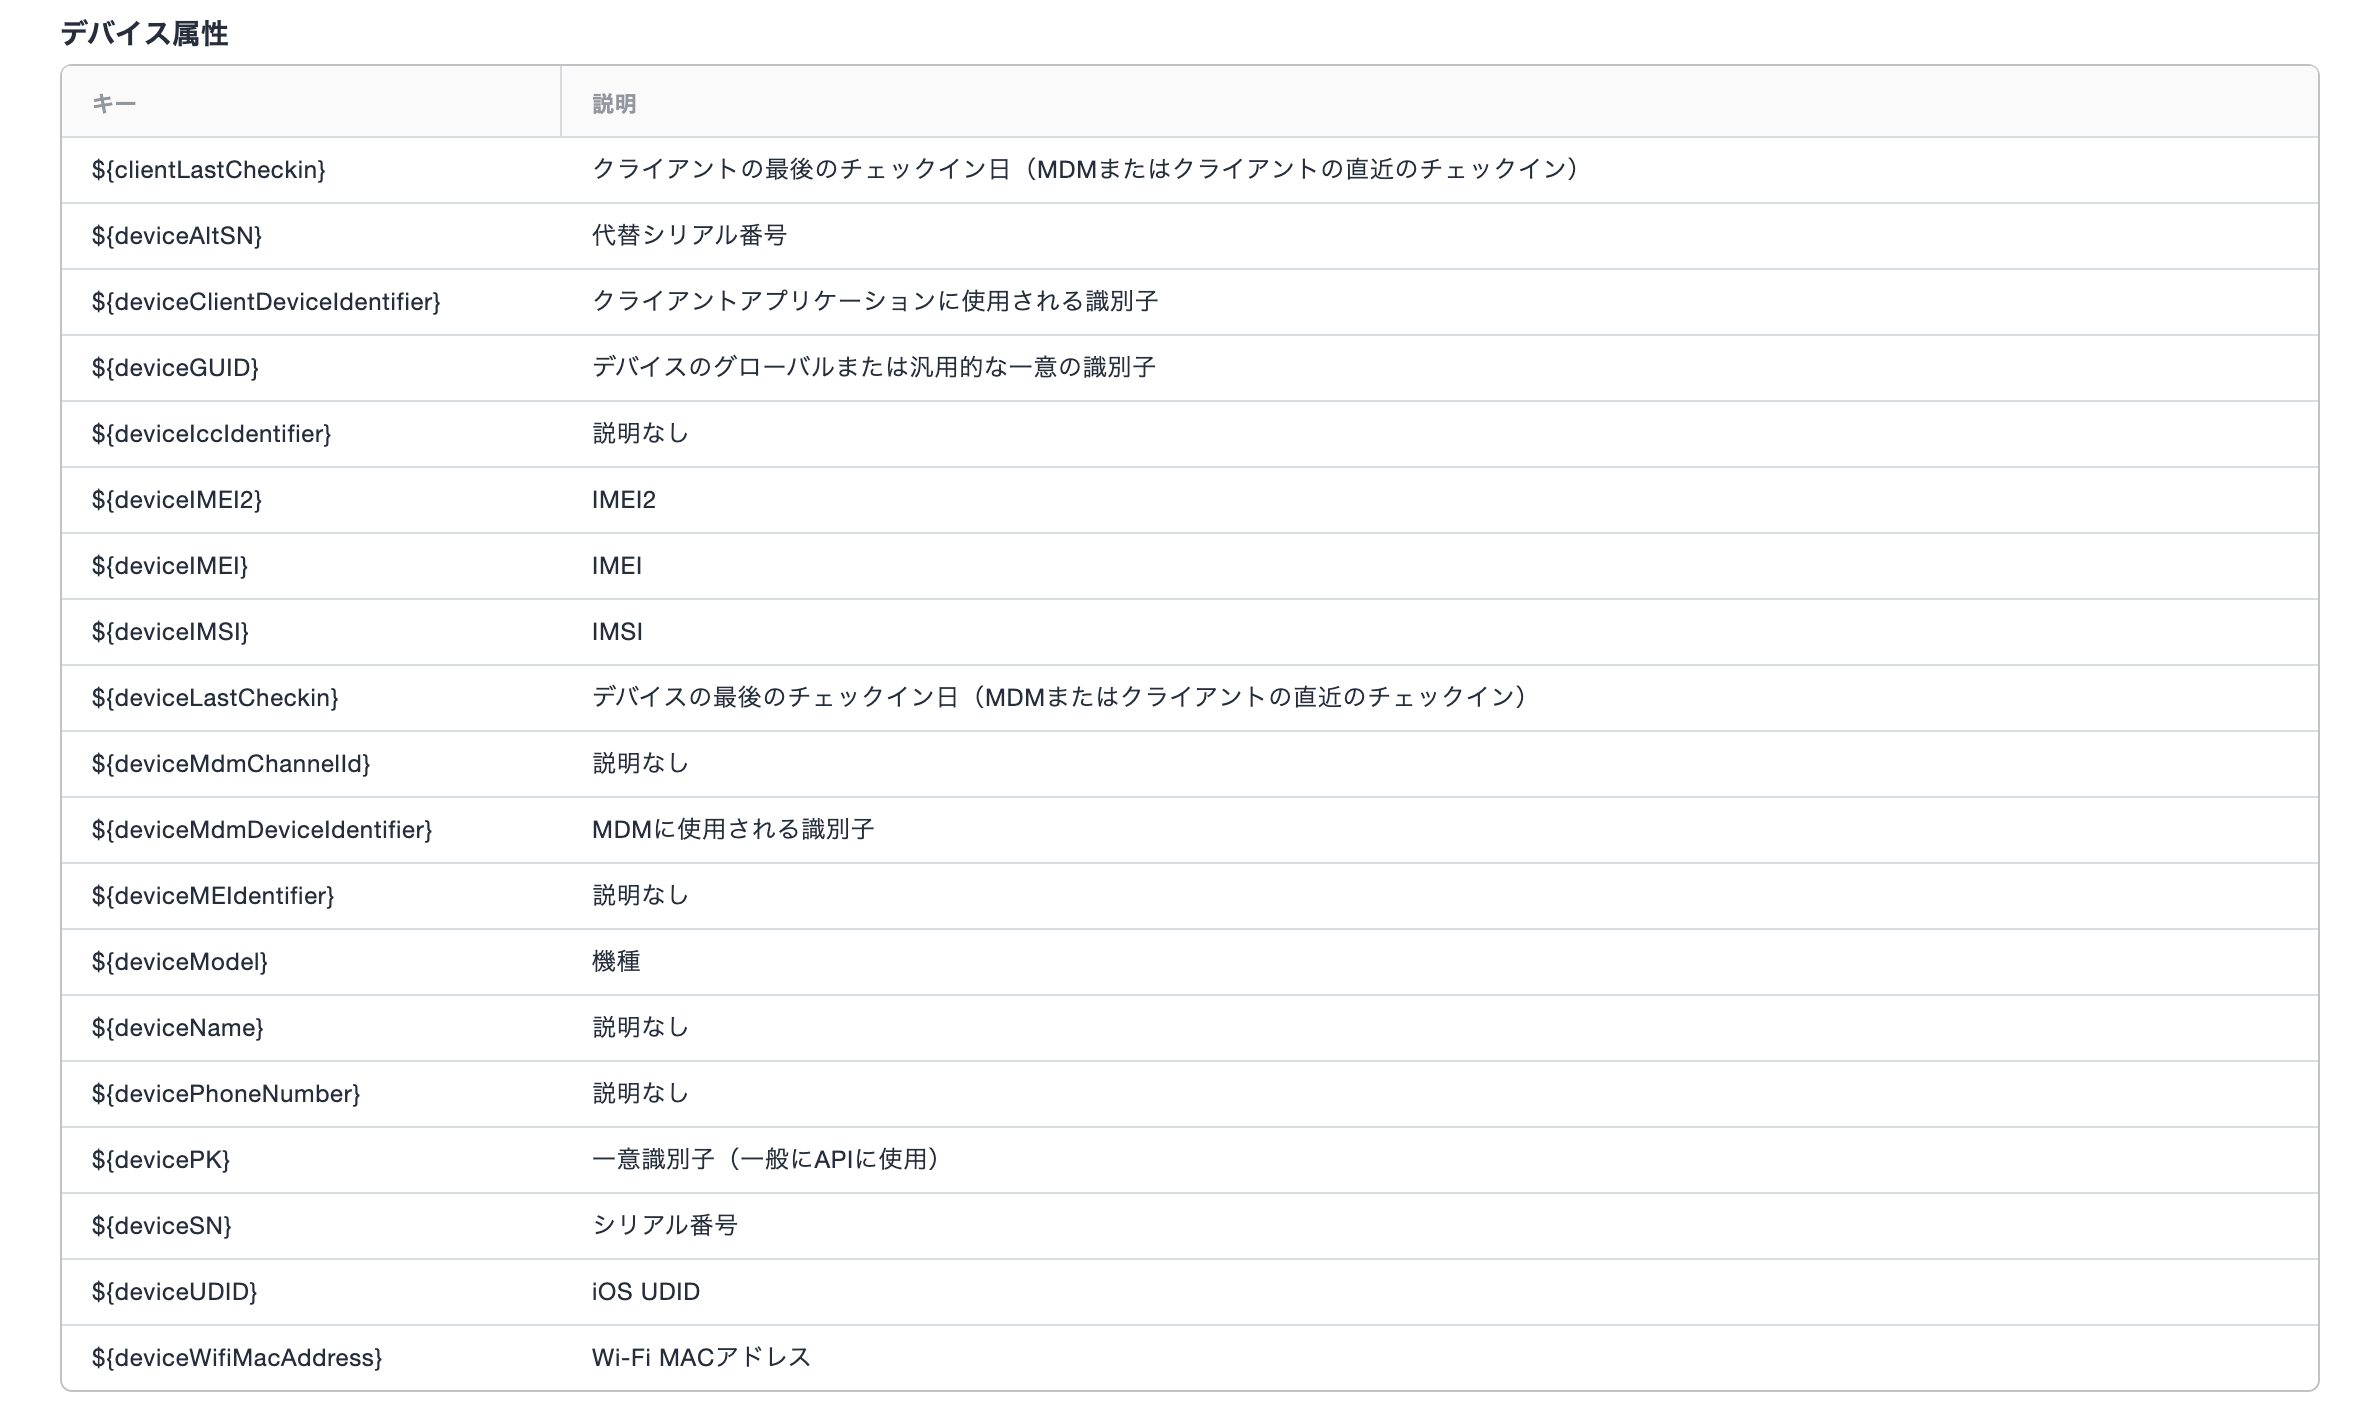 デバイス属性
キー 説明
${clientLastCheckin} クライアントの最後のチェックイン日（MDMまたはクライアントの直近のチェックイン）
${deviceAltSN} 代替シリアル番号
${deviceClientDeviceIdentifier} クライアントアプリケーションに使用される識別子
${deviceGUID} デバイスのグローバルまたは汎用的な一意の識別子
${deviceIccIdentifier} 説明なし
${deviceIMEI2} IMEI2
${deviceIMEI} IMEI
${deviceIMSI} IMSI
${deviceLastCheckin} デバイスの最後のチェックイン日（MDMまたはクライアントの直近のチェックイン）
${deviceMdmChannelId} 説明なし
${deviceMdmDeviceIdentifier} MDMに使用される識別子
${deviceMEIdentifier} 説明なし
${deviceModel} 機種
${deviceName} 説明なし
${devicePhoneNumber} 説明なし
${devicePK} 一意識別子（一般にAPIに使用）
${deviceSN} シリアル番号
${deviceUDID} iOS UDID
${deviceWifiMacAddress} Wi-Fi MACアドレス